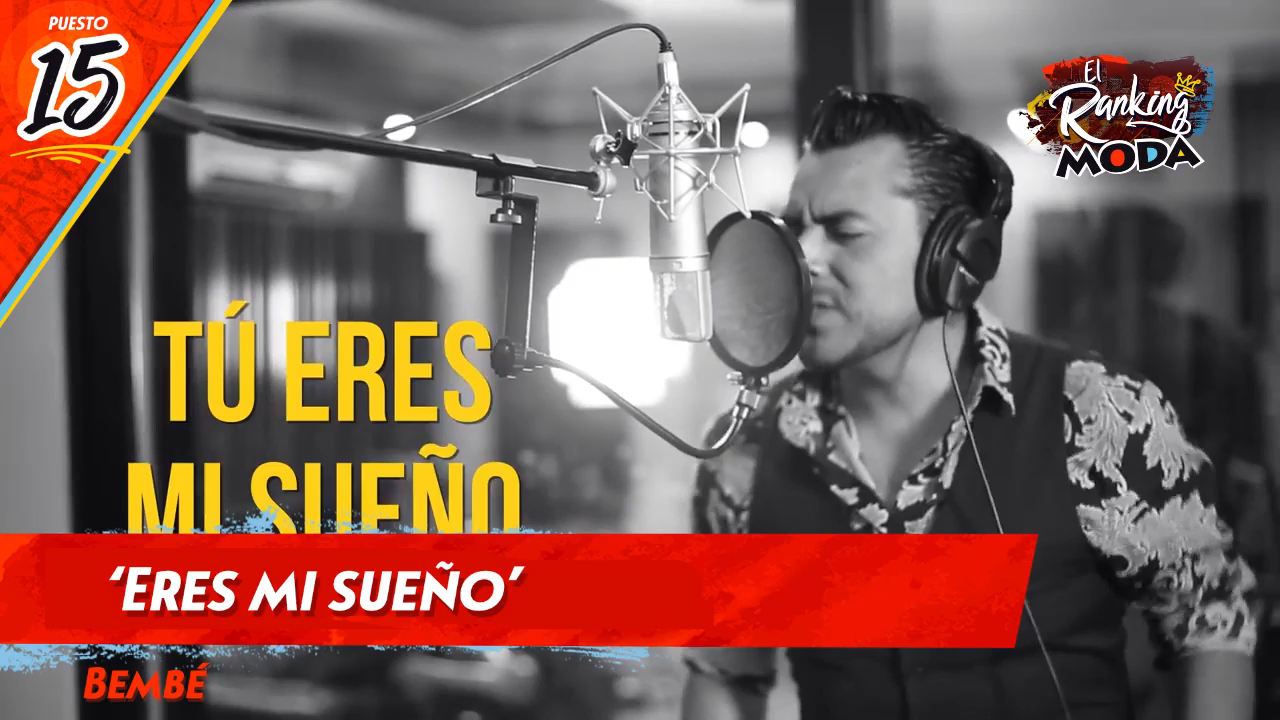 PUESTO
15
El
Ranking
MODA
TÚ ERES
MI SUEÑO
‘ERES MI SUEÑO’
BEMBÉ